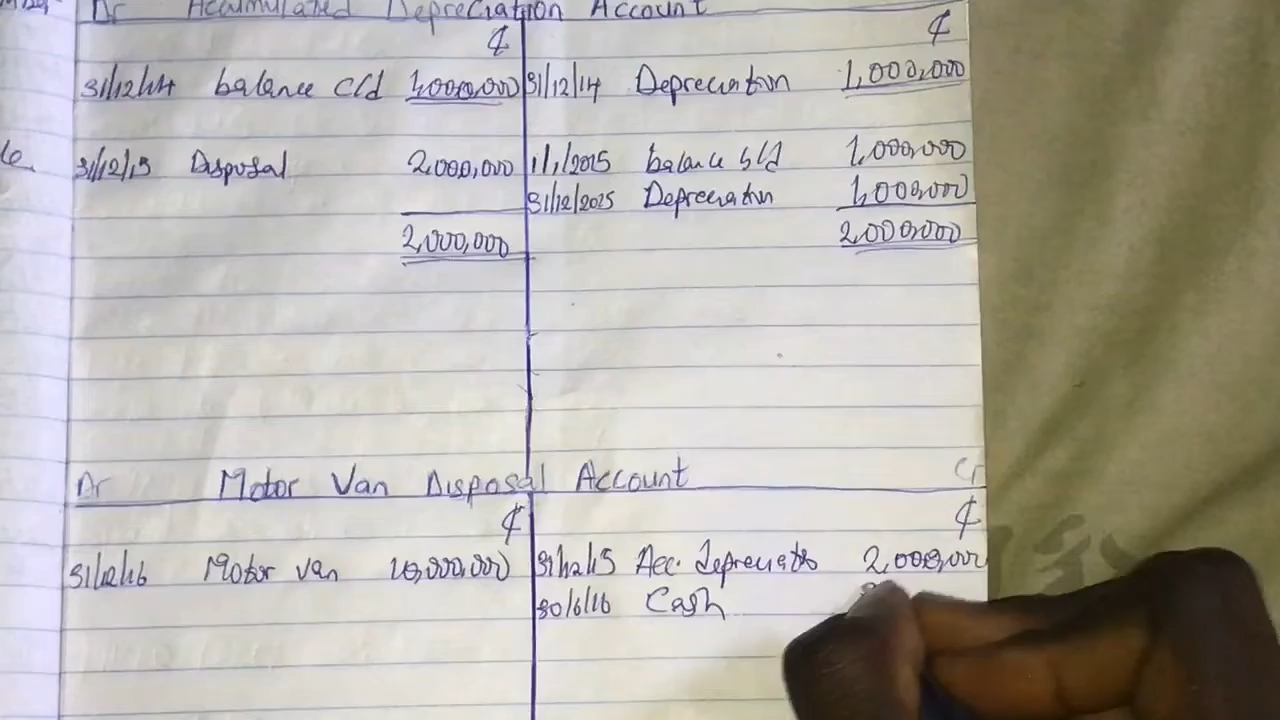 Dr Accumulated Depreciation Account
₵ ₵
31/12/14 balance c/d 1,000,000 31/12/14 Depreciation 1,000,000
31/12/15 Disposal 2,000,000 1/1/2015 balance b/d 1,000,000
31/12/2015 Depreciation 1,000,000
2,000,000 2,000,000
Dr Motor Van Disposal Account Cr
₵ ₵
31/12/16 Motor van 10,000,000 31/12/15 Acc. depreciatn 2,000,000
30/6/16 Cash